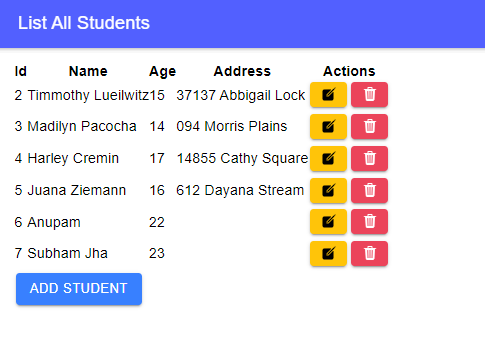 List All Students
Id Name Age Address Actions
2 Timmothy Lueilwitz 15 37137 Abbigail Lock
3 Madilyn Pacocha 14 094 Morris Plains
4 Harley Cremin 17 14855 Cathy Square
5 Juana Ziemann 16 612 Dayana Stream
6 Anupam 22
7 Subham Jha 23
ADD STUDENT